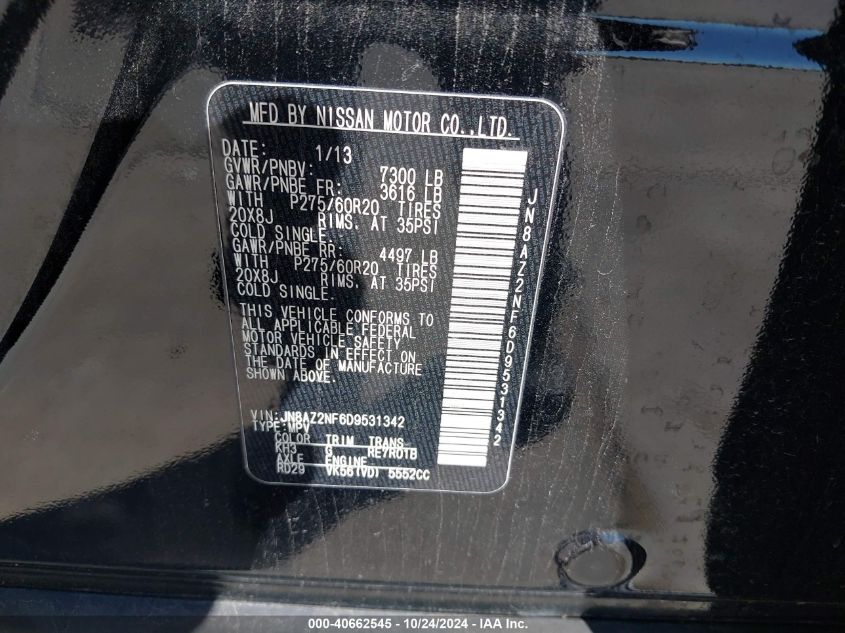 MFD BY NISSAN MOTOR CO.,LTD.
DATE: 1/13
GVWR/PNBV: 7300 LB
GAWR/PNBE FR: 3616 LB
WITH P275/60R20 TIRES
20X8J RIMS. AT 35PSI
COLD SINGLE.
GAWR/PNBE RR: 4497 LB
WITH P275/60R20 TIRES
20X8J RIMS. AT 35PSI
COLD SINGLE.
THIS VEHICLE CONFORMS TO
ALL APPLICABLE FEDERAL
MOTOR VEHICLE SAFETY
STANDARDS IN EFFECT ON
THE DATE OF MANUFACTURE
SHOWN ABOVE.
VIN:JN8AZ2NF6D9531342
TYPE:MPV
COLOR TRIM TRANS
KH3 G RE7R01B
AXLE ENGINE
RD29 VK56(VD) 5552CC
JN8AZ2NF6D9531342
000-40662545 - 10/24/2024 - IAA Inc.